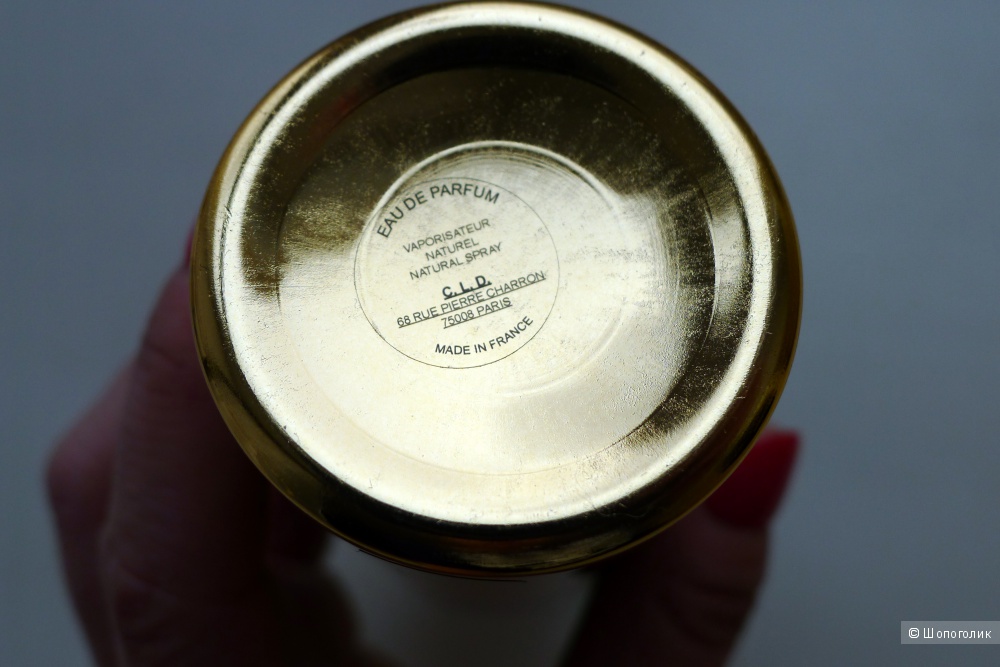 EAU DE PARFUM
VAPORISATEUR
NATUREL
NATURAL SPRAY
C.L.D.
68 RUE PIERRE CHARRON
75008 PARIS
MADE IN FRANCE
© Шопоголик